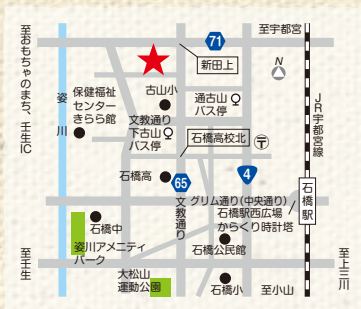 至宇都宮
71
至おもちゃのまち、壬生IC
新田上
N
姿川
保健福祉
センター
きらら館
古山小
通古山
バス停
JR宇都宮線
文教通り
下古山
バス停
石橋高校北
〒
石橋高
65
4
文教通り
グリム通り(中央通り)
石橋駅
石橋駅西広場
からくり時計塔
石橋中
姿川アメニティ
パーク
石橋公民館
至壬生
至上三川
大松山
運動公園
石橋小
至小山